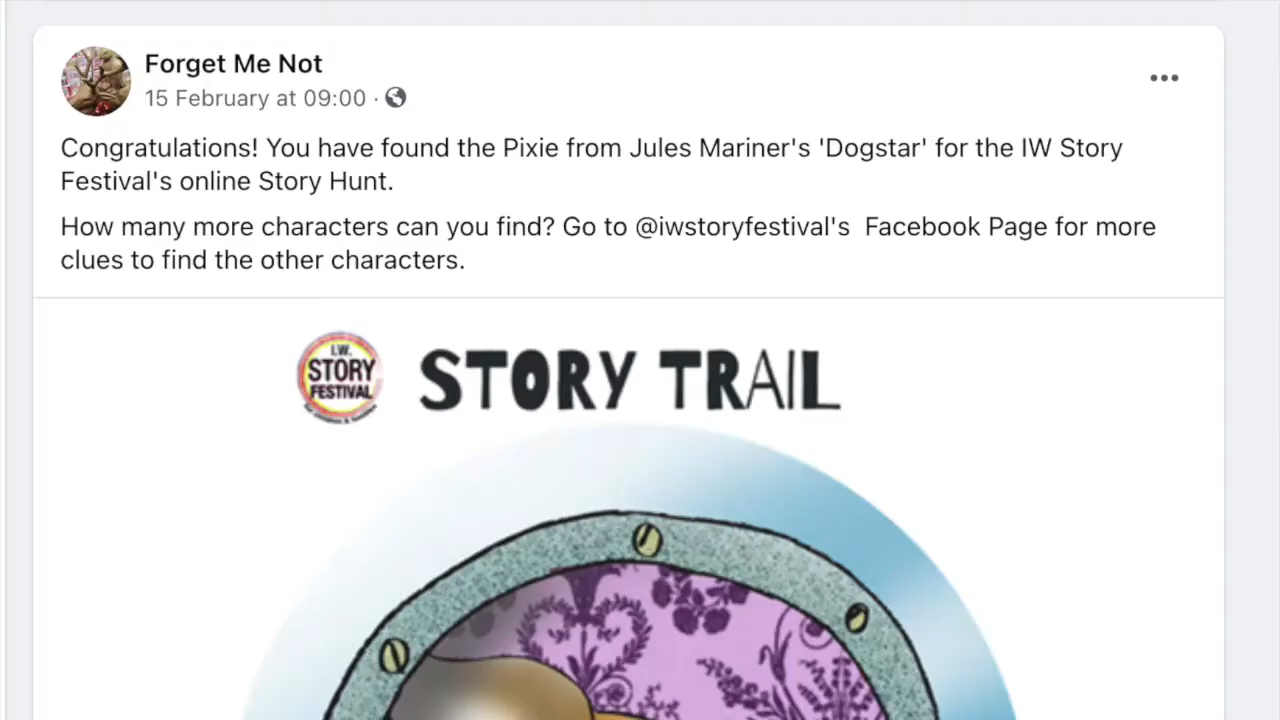 Forget Me Not
15 February at 09:00 ·
Congratulations! You have found the Pixie from Jules Mariner's 'Dogstar' for the IW Story
Festival's online Story Hunt.
How many more characters can you find? Go to @iwstoryfestival's Facebook Page for more
clues to find the other characters.
I.W.
STORY
FESTIVAL
STORY TRAIL